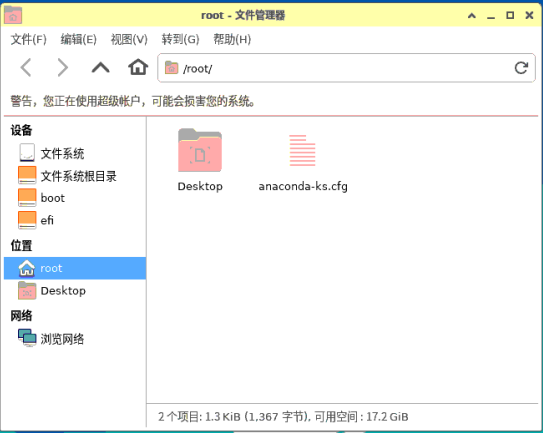 root - 文件管理器
文件(F) 编辑(E) 视图(V) 转到(G) 帮助(H)
/root/
警告，您正在使用超级帐户，可能会损害您的系统。
设备
文件系统
文件系统根目录
boot
efi
位置
root
Desktop
网络
浏览网络
Desktop
anaconda-ks.cfg
2 个项目: 1.3 KiB (1,367 字节), 可用空间 : 17.2 GiB